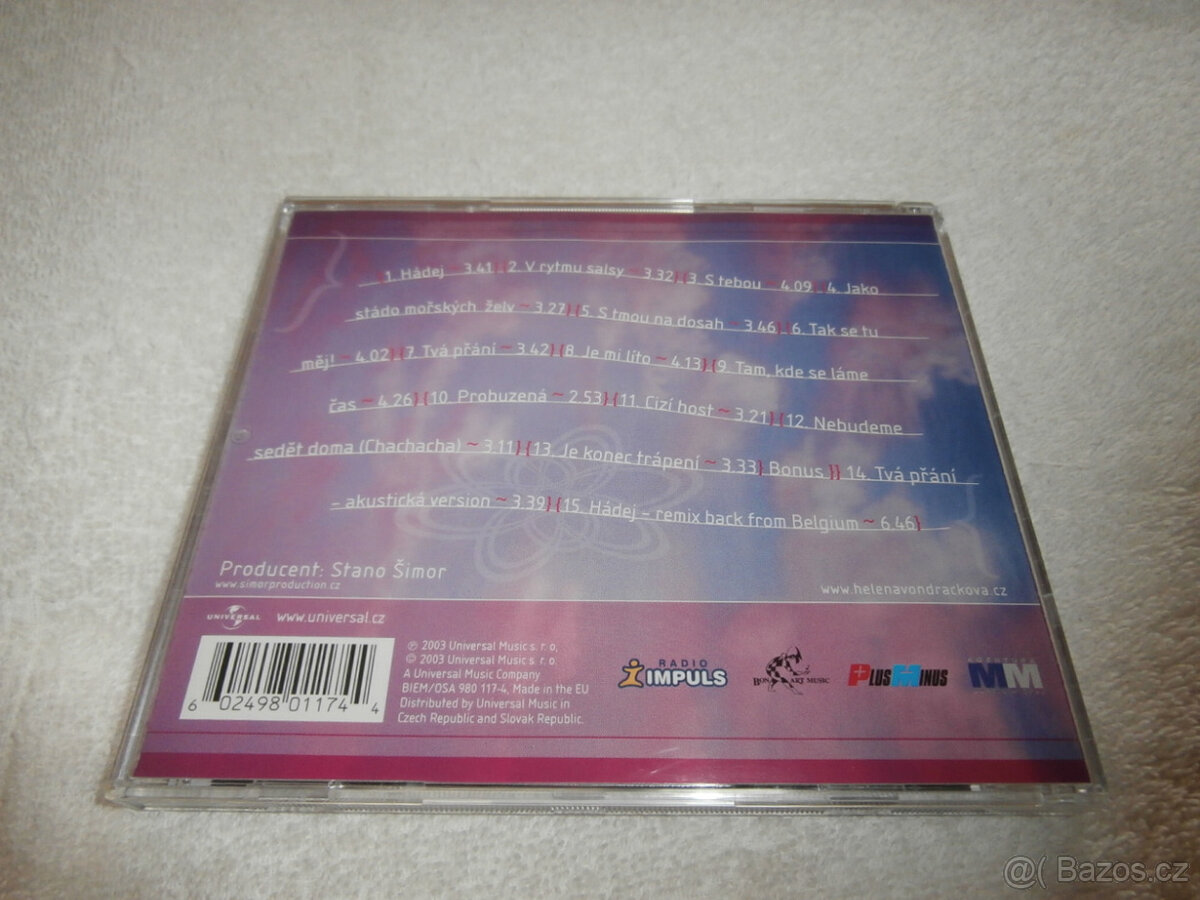 {1. Hádej ~ 3.41} {2. V rytmu salsy ~ 3.32} {3. S tebou ~ 4.09 4. Jako
stádo mořských želv ~ 3.27} {5. S tmou na dosah ~ 3.46} {6. Tak se tu
měj! ~ 4.02} {7. Tvá přání ~ 3.42} {8. Je mi líto ~ 4.13} {9. Tam, kde se láme
čas ~ 4.26} {10. Probuzená ~ 2.53} {11. Cizí host ~ 3.21} {12. Nebudeme
sedět doma (Chachacha) ~ 3.11} {13. Je konec trápení ~ 3.33} Bonus }} 14. Tvá přání
– akustická version ~ 3.39} {15. Hádej – remix back from Belgium ~ 6.46}
Producent: Stano Šimor
www.simorproduction.cz
www.helenavondrackova.cz
UNIVERSAL
www.universal.cz
℗ 2003 Universal Music s. r. o,
© 2003 Universal Music s. r. o.
A Universal Music Company
BIEM/OSA 980 117-4, Made in the EU
Distributed by Universal Music in
Czech Republic and Slovak Republic.
6 02498 01174 4
RADIO
IMPULS
BON ART MUSIC
PLUS MINUS
MM
@( Bazos.cz